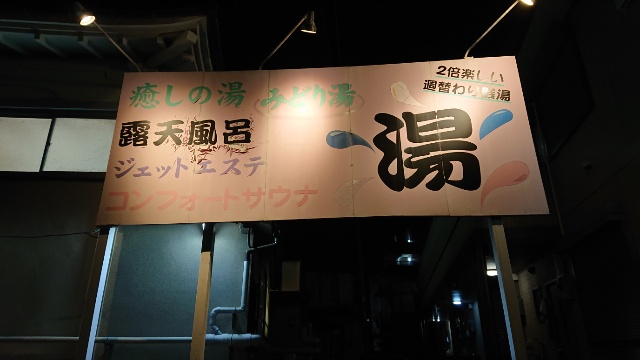 癒しの湯 みどり湯
露天風呂
ジェットエステ
コンフォートサウナ
2倍楽しい
週替わり銭湯
湯